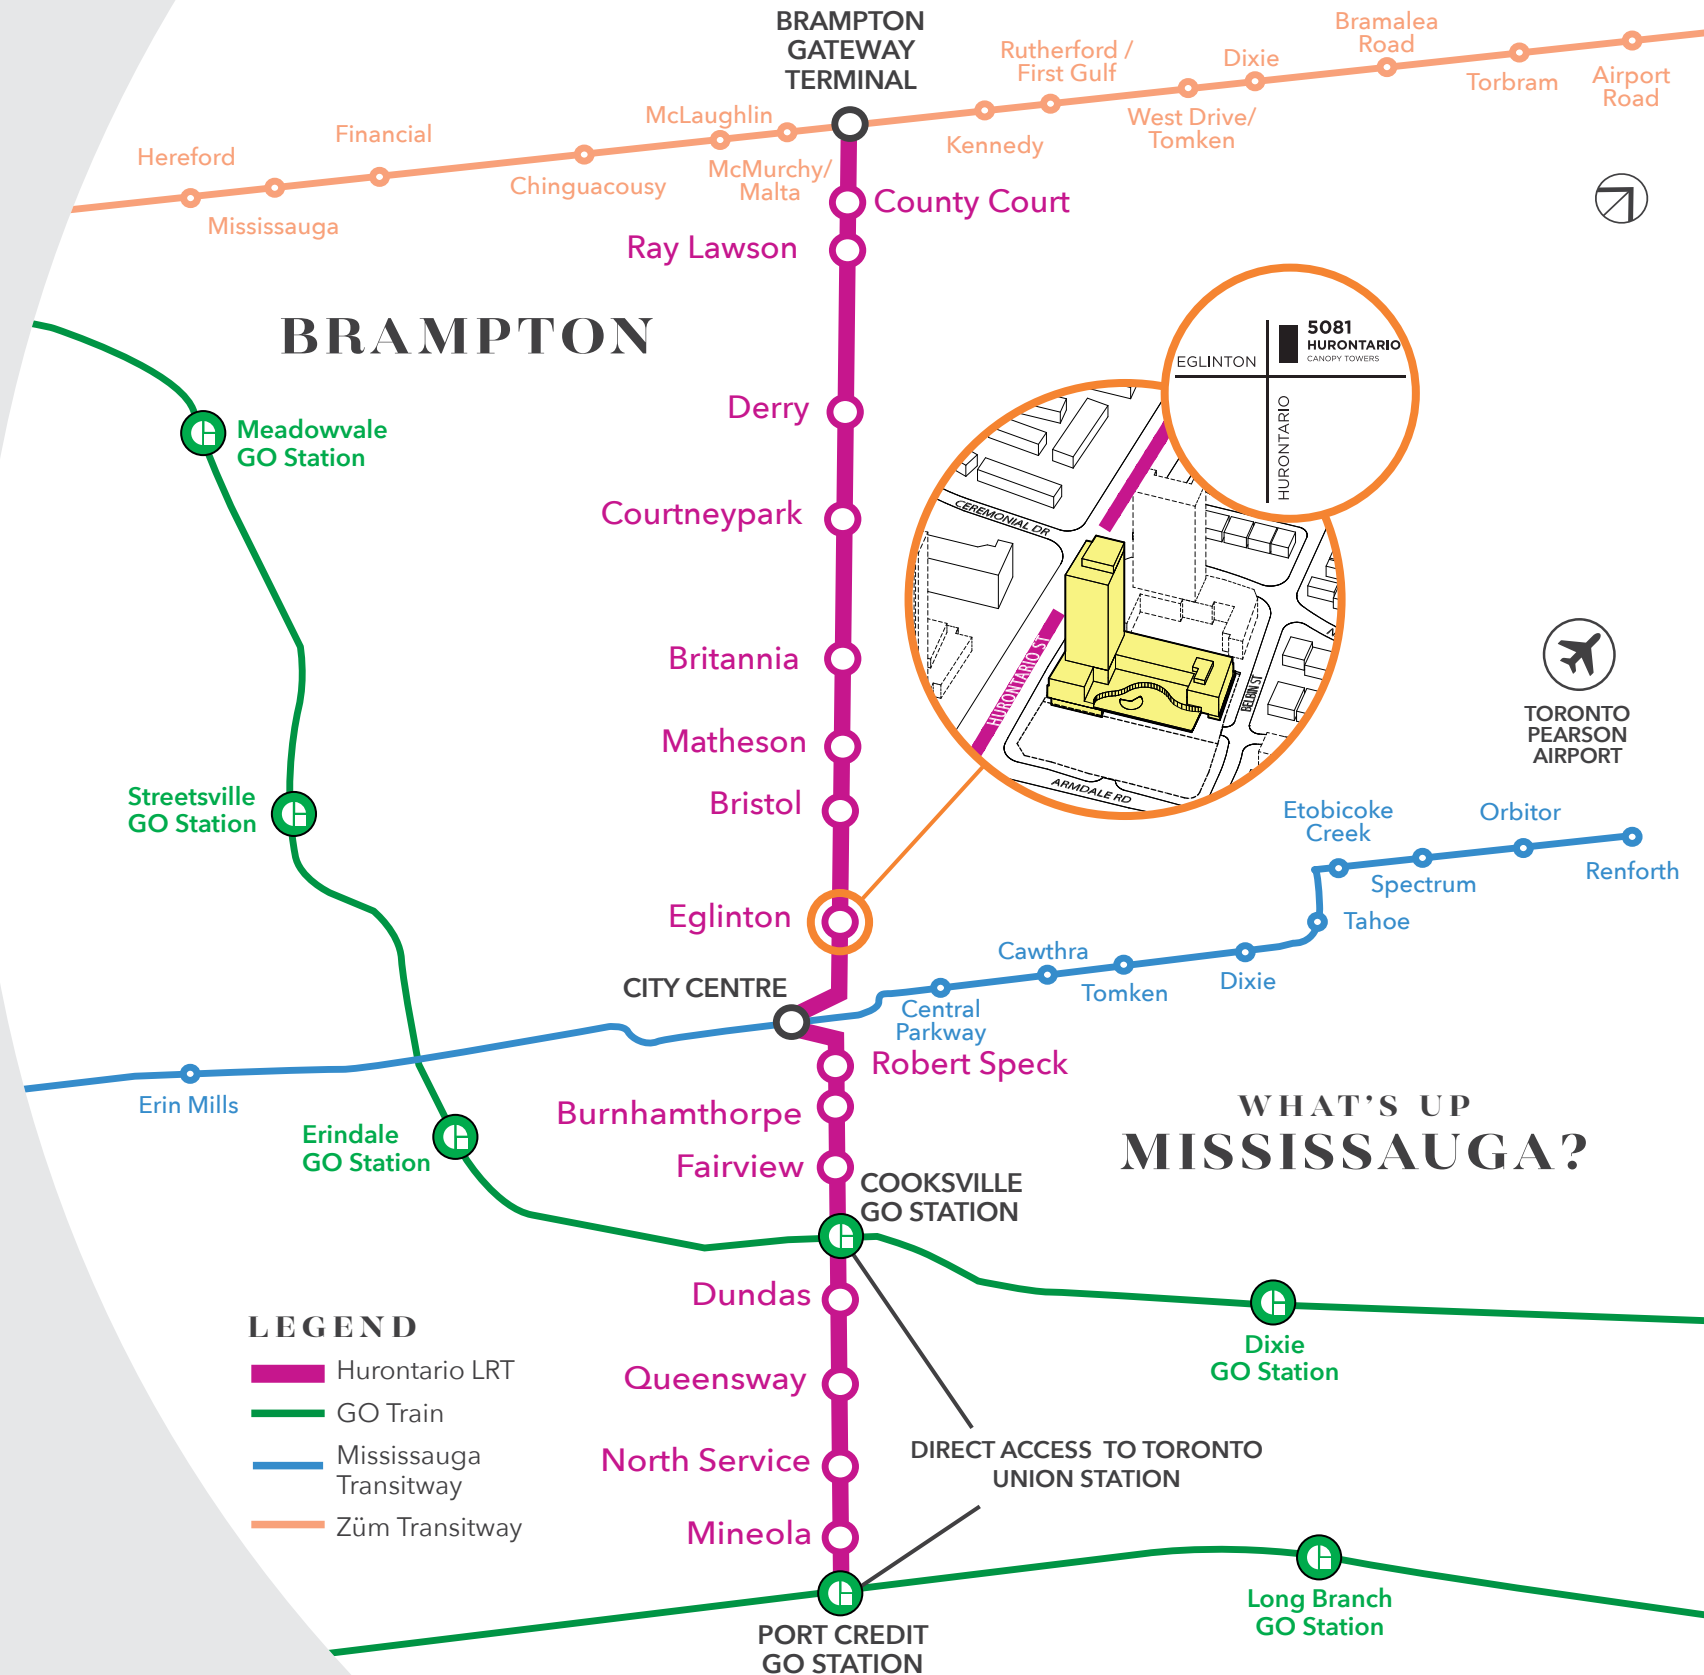 BRAMPTON
GATEWAY
TERMINAL
Hereford
Mississauga
Financial
Chinguacousy
McLaughlin
McMurchy/
Malta
Kennedy
Rutherford /
First Gulf
West Drive/
Tomken
Dixie
Bramalea
Road
Torbram
Airport
Road
County Court
Ray Lawson
BRAMPTON
Derry
Courtneypark
Britannia
Matheson
Bristol
Eglinton
CITY CENTRE
Robert Speck
Burnhamthorpe
Fairview
COOKSVILLE
GO STATION
Dundas
Queensway
North Service
Mineola
PORT CREDIT
GO STATION
Meadowvale
GO Station
Streetsville
GO Station
Erindale
GO Station
Dixie
GO Station
Long Branch
GO Station
5081
HURONTARIO
CANOPY TOWERS
EGLINTON
HURONTARIO
CEREMONIAL DR
HURONTARIO ST
BELBIN ST
ARMDALE RD
TORONTO
PEARSON
AIRPORT
Erin Mills
Central
Parkway
Cawthra
Tomken
Dixie
Tahoe
Etobicoke
Creek
Spectrum
Orbitor
Renforth
WHAT'S UP
MISSISSAUGA?
DIRECT ACCESS TO TORONTO
UNION STATION
LEGEND
Hurontario LRT
GO Train
Mississauga
Transitway
Züm Transitway